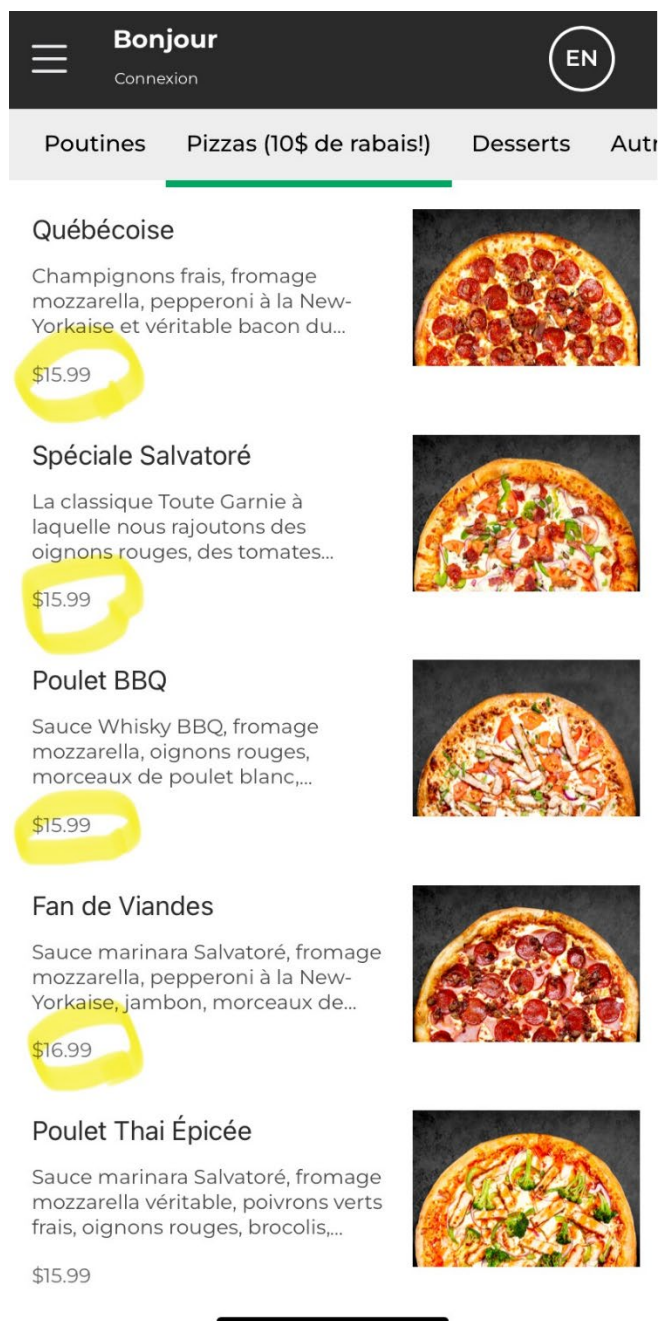 Bonjour
Connexion
EN
Poutines Pizzas (10$ de rabais!) Desserts Autr
Québécoise
Champignons frais, fromage
mozzarella, pepperoni à la New-
Yorkaise et véritable bacon du...
$15.99
Spéciale Salvatoré
La classique Toute Garnie à
laquelle nous rajoutons des
oignons rouges, des tomates...
$15.99
Poulet BBQ
Sauce Whisky BBQ, fromage
mozzarella, oignons rouges,
morceaux de poulet blanc,...
$15.99
Fan de Viandes
Sauce marinara Salvatoré, fromage
mozzarella, pepperoni à la New-
Yorkaise, jambon, morceaux de...
$16.99
Poulet Thai Épicée
Sauce marinara Salvatoré, fromage
mozzarella véritable, poivrons verts
frais, oignons rouges, brocolis,...
$15.99